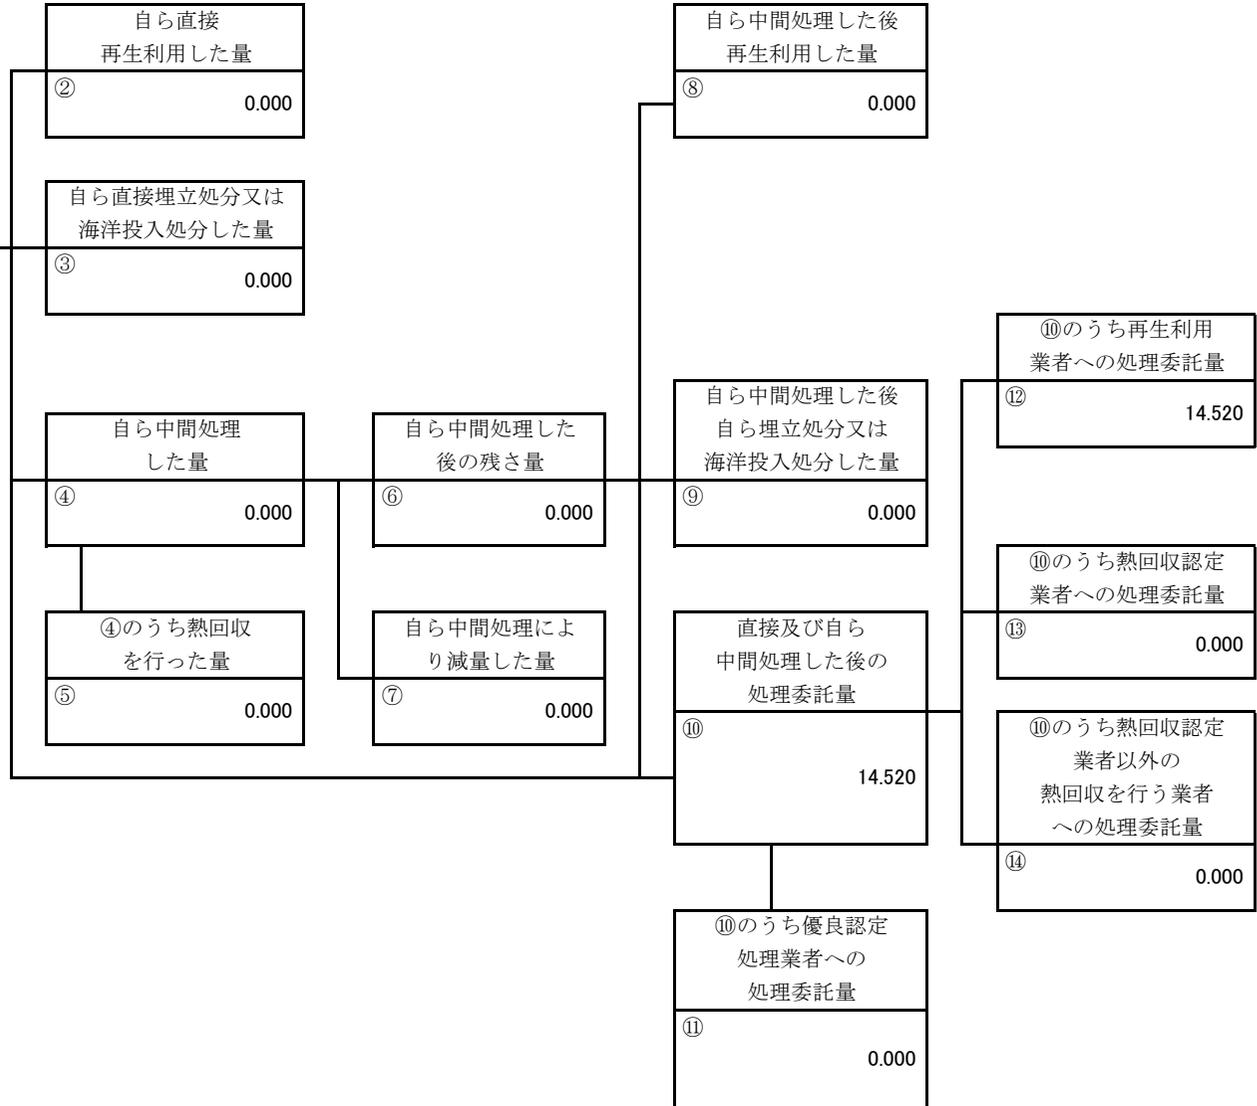 自ら直接
再生利用した量
②
0.000
自ら中間処理した後
再生利用した量
⑧
0.000
自ら直接埋立処分又は
海洋投入処分した量
③
0.000
⑩のうち再生利用
業者への処理委託量
⑫
14.520
自ら中間処理
した量
④
0.000
自ら中間処理した
後の残さ量
⑥
0.000
自ら中間処理した後
自ら埋立処分又は
海洋投入処分した量
⑨
0.000
⑩のうち熱回収認定
業者への処理委託量
⑬
0.000
④のうち熱回収
を行った量
⑤
0.000
自ら中間処理によ
り減量した量
⑦
0.000
直接及び自ら
中間処理した後の
処理委託量
⑩
14.520
⑩のうち熱回収認定
業者以外の
熱回収を行う業者
への処理委託量
⑭
0.000
⑩のうち優良認定
処理業者への
処理委託量
⑪
0.000